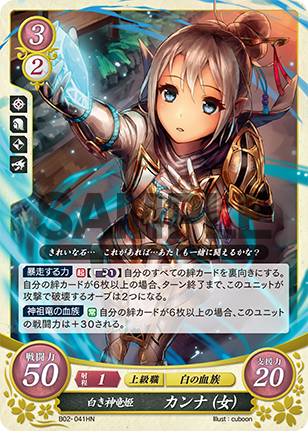 3
2
SAMPLE
きれいな石… これがあれば…あたしも一緒に闘えるかな？
暴走する力 起 (1) 自分のすべての絆カードを裏向きにする。
自分の絆カードが6枚以上の場合、ターン終了まで、このユニットが
攻撃で破壊するオーブは2つになる。
神祖竜の血族 常 自分の絆カードが6枚以上の場合、このユニット
の戦闘力は＋30される。
戦闘力
50
射程 1
上級職
白の血族
支援力
20
白き神竜姫 カンナ(女)
B02-041HN
Illust：cuboon